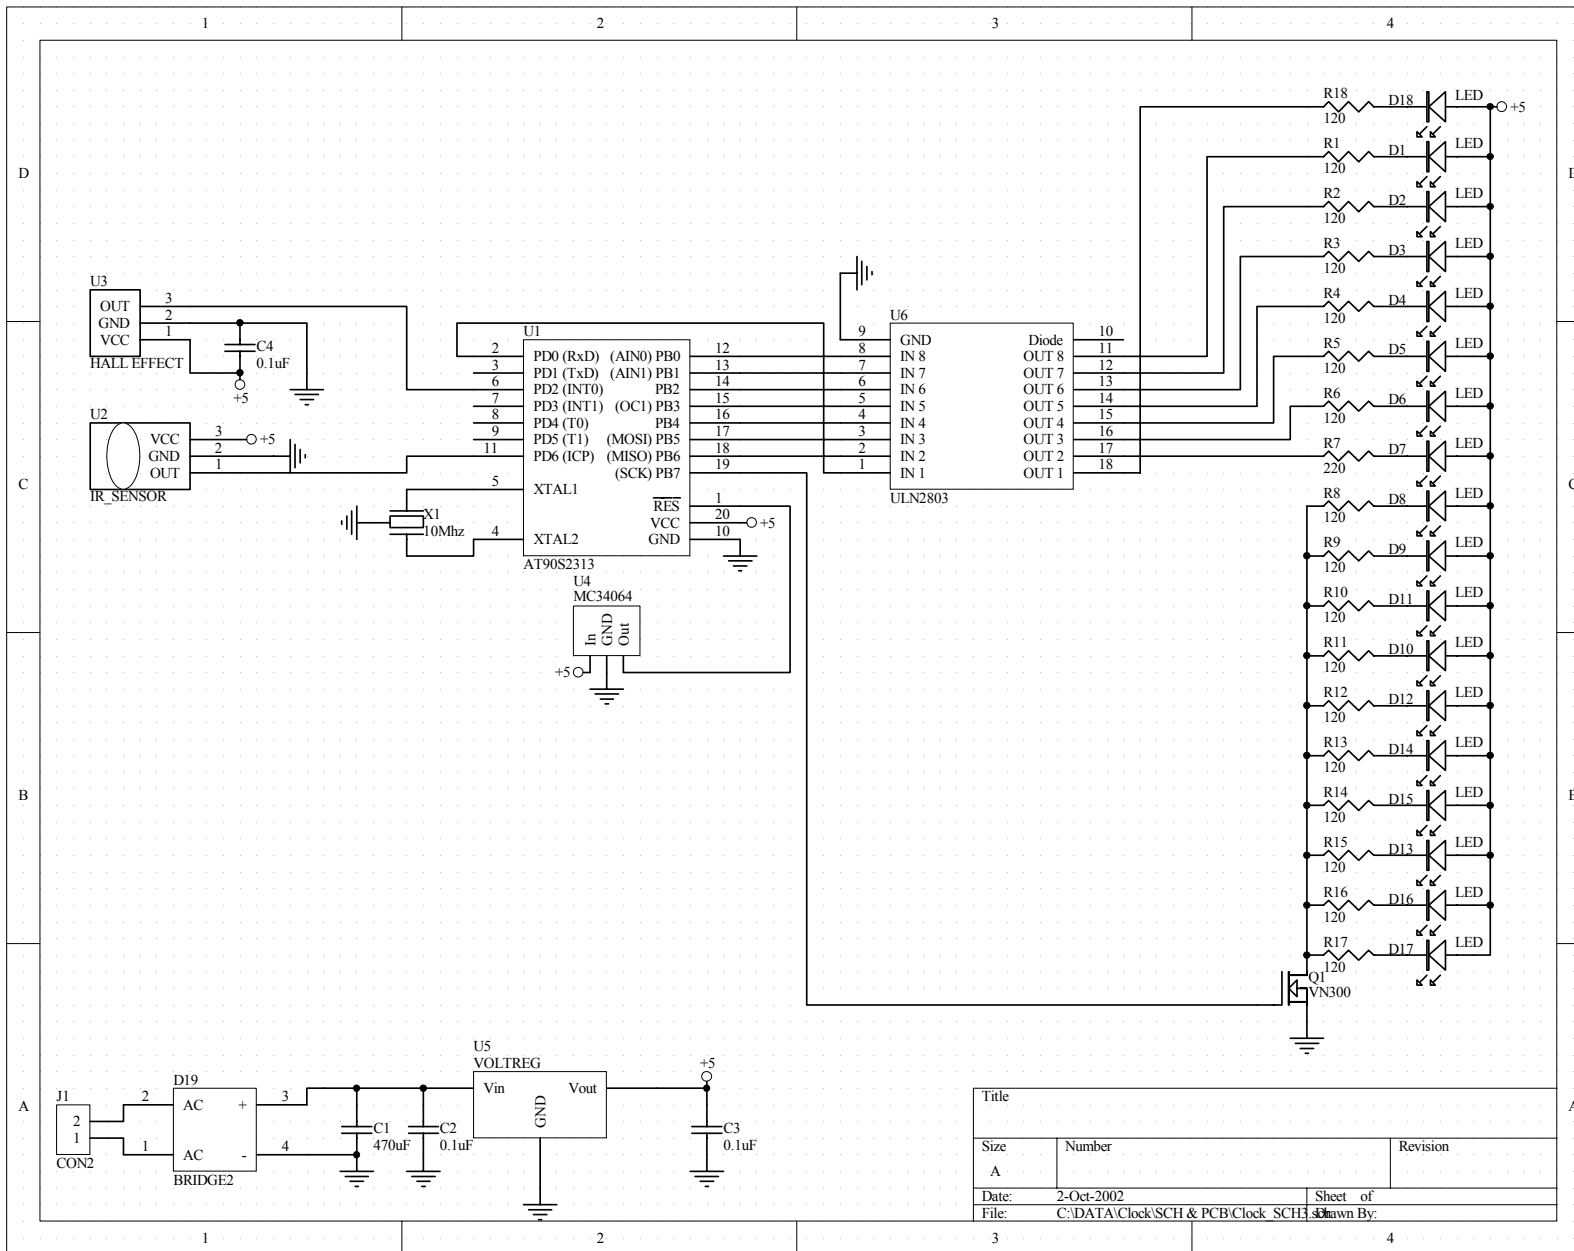 1 2 3 4
D
C
B
A
R18 D18 LED
120
+5
R1 D1 LED
120
R2 D2 LED
120
R3 D3 LED
120
R4 D4 LED
120
R5 D5 LED
120
R6 D6 LED
120
R7 D7 LED
220
R8 D8 LED
120
R9 D9 LED
120
R10 D11 LED
120
R11 D10 LED
120
R12 D12 LED
120
R13 D14 LED
120
R14 D15 LED
120
R15 D13 LED
120
R16 D16 LED
120
R17 D17 LED
120
Q1
VN300
U3
OUT 3
GND 2
VCC 1
HALL EFFECT
C4
0.1uF
+5
U2
VCC 3 +5
GND 2
OUT 1
IR_SENSOR
X1
10Mhz
U1
2 PD0 (RxD) (AIN0) PB0 12
3 PD1 (TxD) (AIN1) PB1 13
6 PD2 (INT0) PB2 14
7 PD3 (INT1) (OC1) PB3 15
8 PD4 (T0) PB4 16
9 PD5 (T1) (MOSI) PB5 17
11 PD6 (ICP) (MISO) PB6 18
(SCK) PB7 19
5 XTAL1
RES 1
VCC 20 +5
4 XTAL2 GND 10
AT90S2313
U4
MC34064
In GND Out
+5
U6
9 GND Diode 10
8 IN 8 OUT 8 11
7 IN 7 OUT 7 12
6 IN 6 OUT 6 13
5 IN 5 OUT 5 14
4 IN 4 OUT 4 15
3 IN 3 OUT 3 16
2 IN 2 OUT 2 17
1 IN 1 OUT 1 18
ULN2803
J1
2
1
CON2
D19
2 AC + 3
1 AC - 4
BRIDGE2
C1
470uF
C2
0.1uF
U5
VOLTREG
Vin Vout
GND
+5
C3
0.1uF
Title
Size Number Revision
A
Date: 2-Oct-2002 Sheet of
File: C:\DATA\Clock\SCH & PCB\Clock_SCH3.sch Drawn By:
1 2 3 4